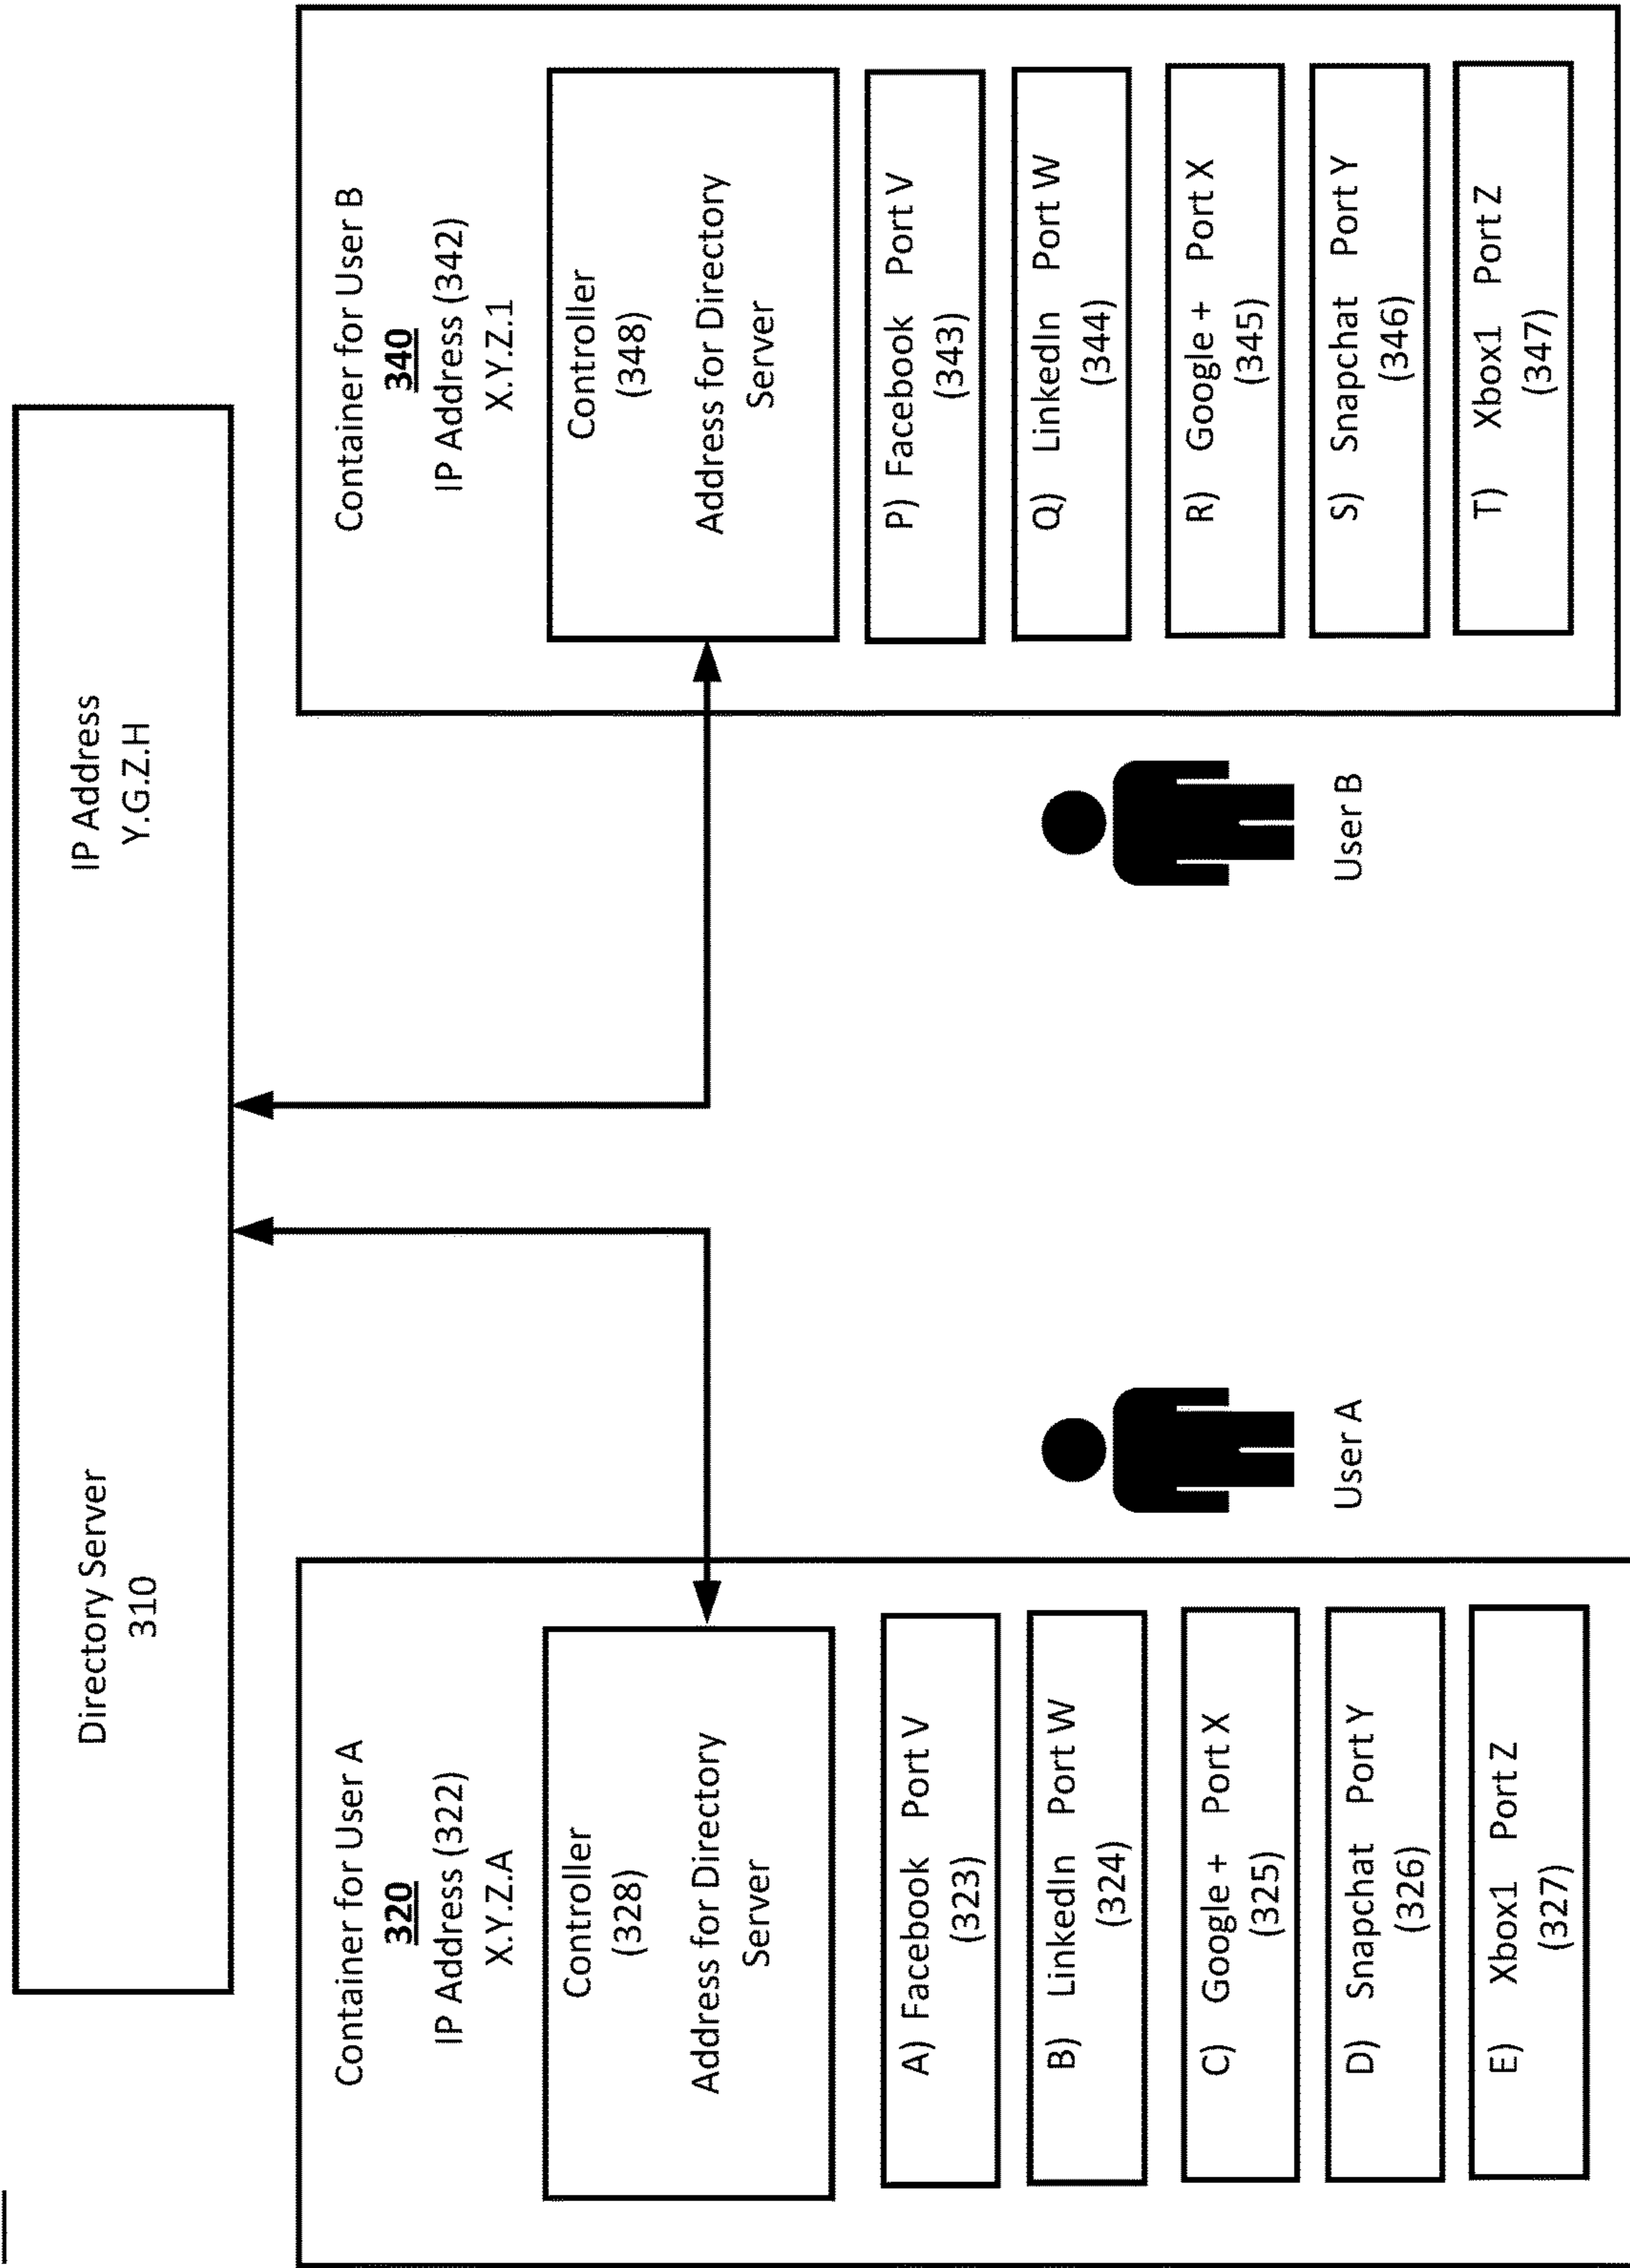 Directory Server
310
IP Address
Y.G.Z.H
Container for User A
320
IP Address (322)
X.Y.Z.A
Controller
(328)
Address for Directory
Server
A) Facebook Port V
(323)
B) LinkedIn Port W
(324)
C) Google + Port X
(325)
D) Snapchat Port Y
(326)
E) Xbox1 Port Z
(327)
User A
User B
Container for User B
340
IP Address (342)
X.Y.Z.1
Controller
(348)
Address for Directory
Server
P) Facebook Port V
(343)
Q) LinkedIn Port W
(344)
R) Google + Port X
(345)
S) Snapchat Port Y
(346)
T) Xbox1 Port Z
(347)